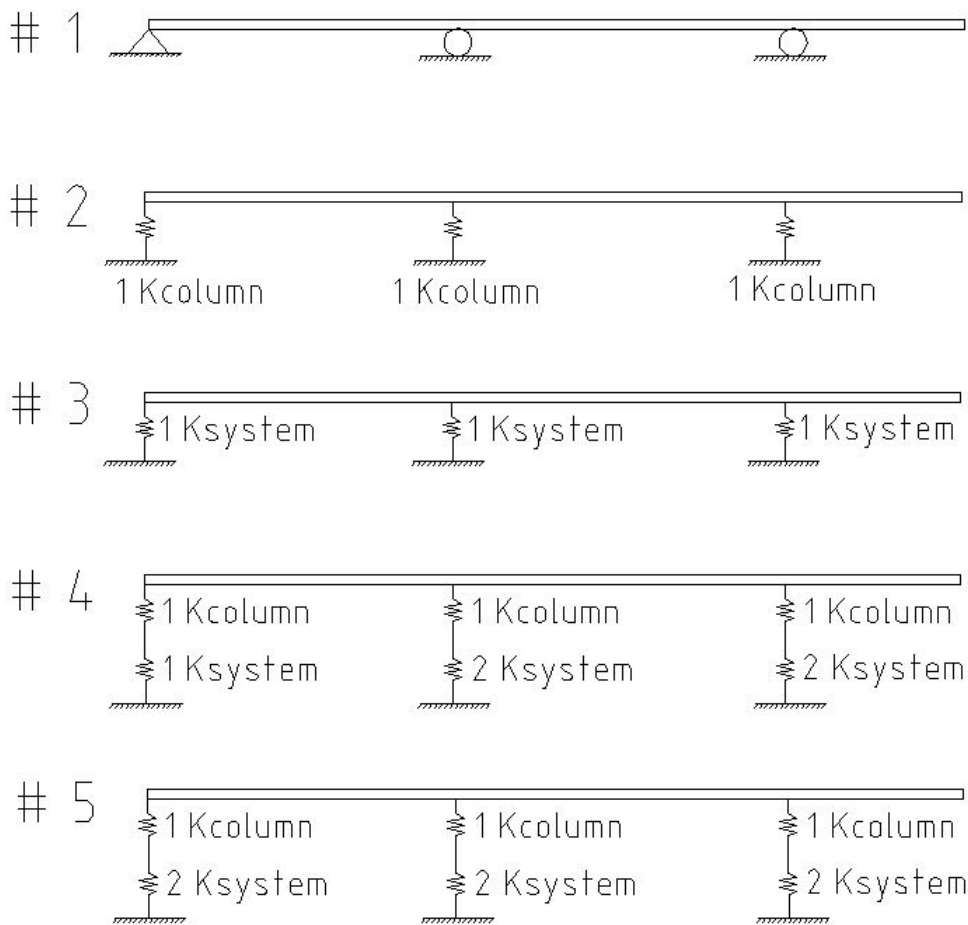 # 1
# 2
1 Kcolumn 1 Kcolumn 1 Kcolumn
# 3
1 Ksystem 1 Ksystem 1 Ksystem
# 4
1 Kcolumn 1 Kcolumn 1 Kcolumn
1 Ksystem 2 Ksystem 2 Ksystem
# 5
1 Kcolumn 1 Kcolumn 1 Kcolumn
2 Ksystem 2 Ksystem 2 Ksystem